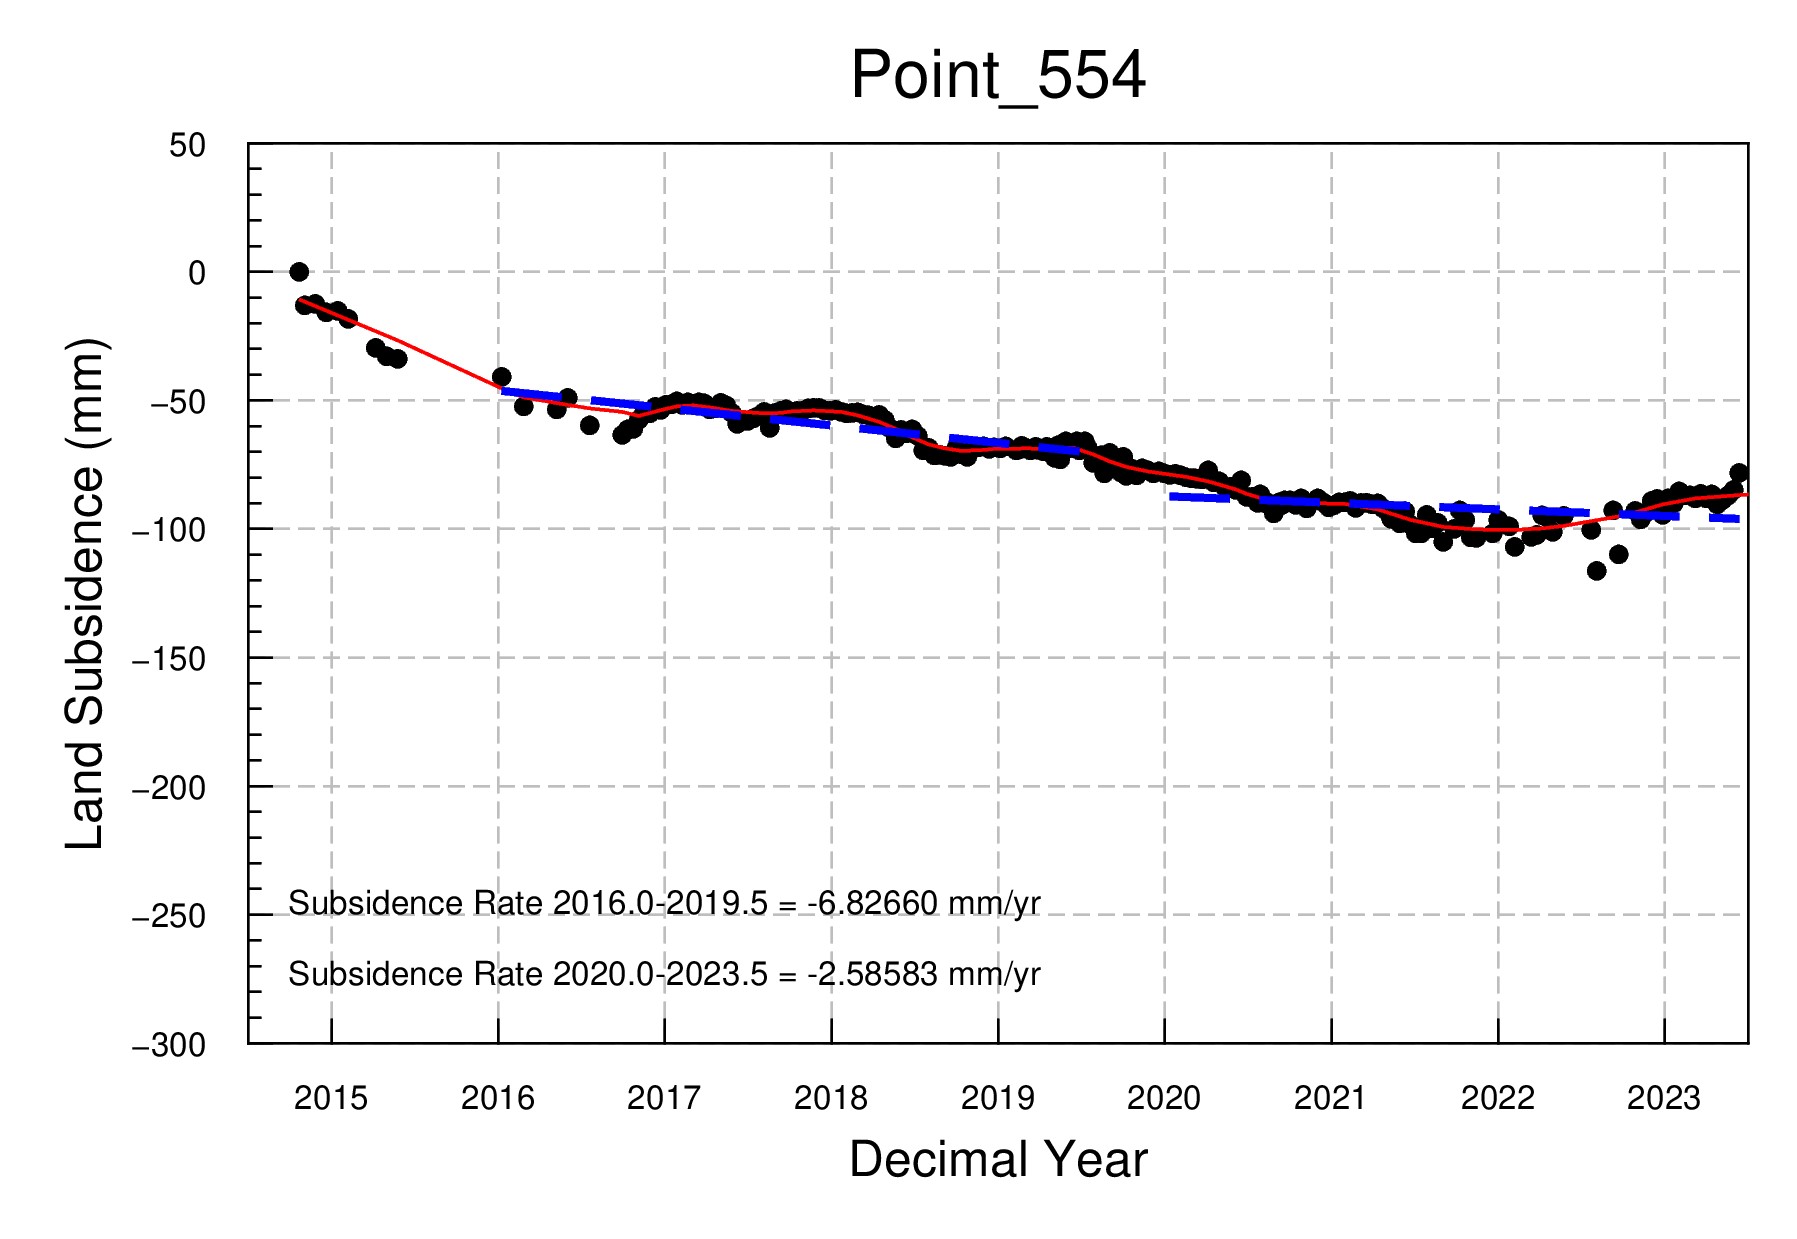 Point_554
50
0
−50
−100
−150
−200
−250
−300
Land Subsidence (mm)
Subsidence Rate 2016.0-2019.5 = -6.82660 mm/yr
Subsidence Rate 2020.0-2023.5 = -2.58583 mm/yr
2015 2016 2017 2018 2019 2020 2021 2022 2023
Decimal Year